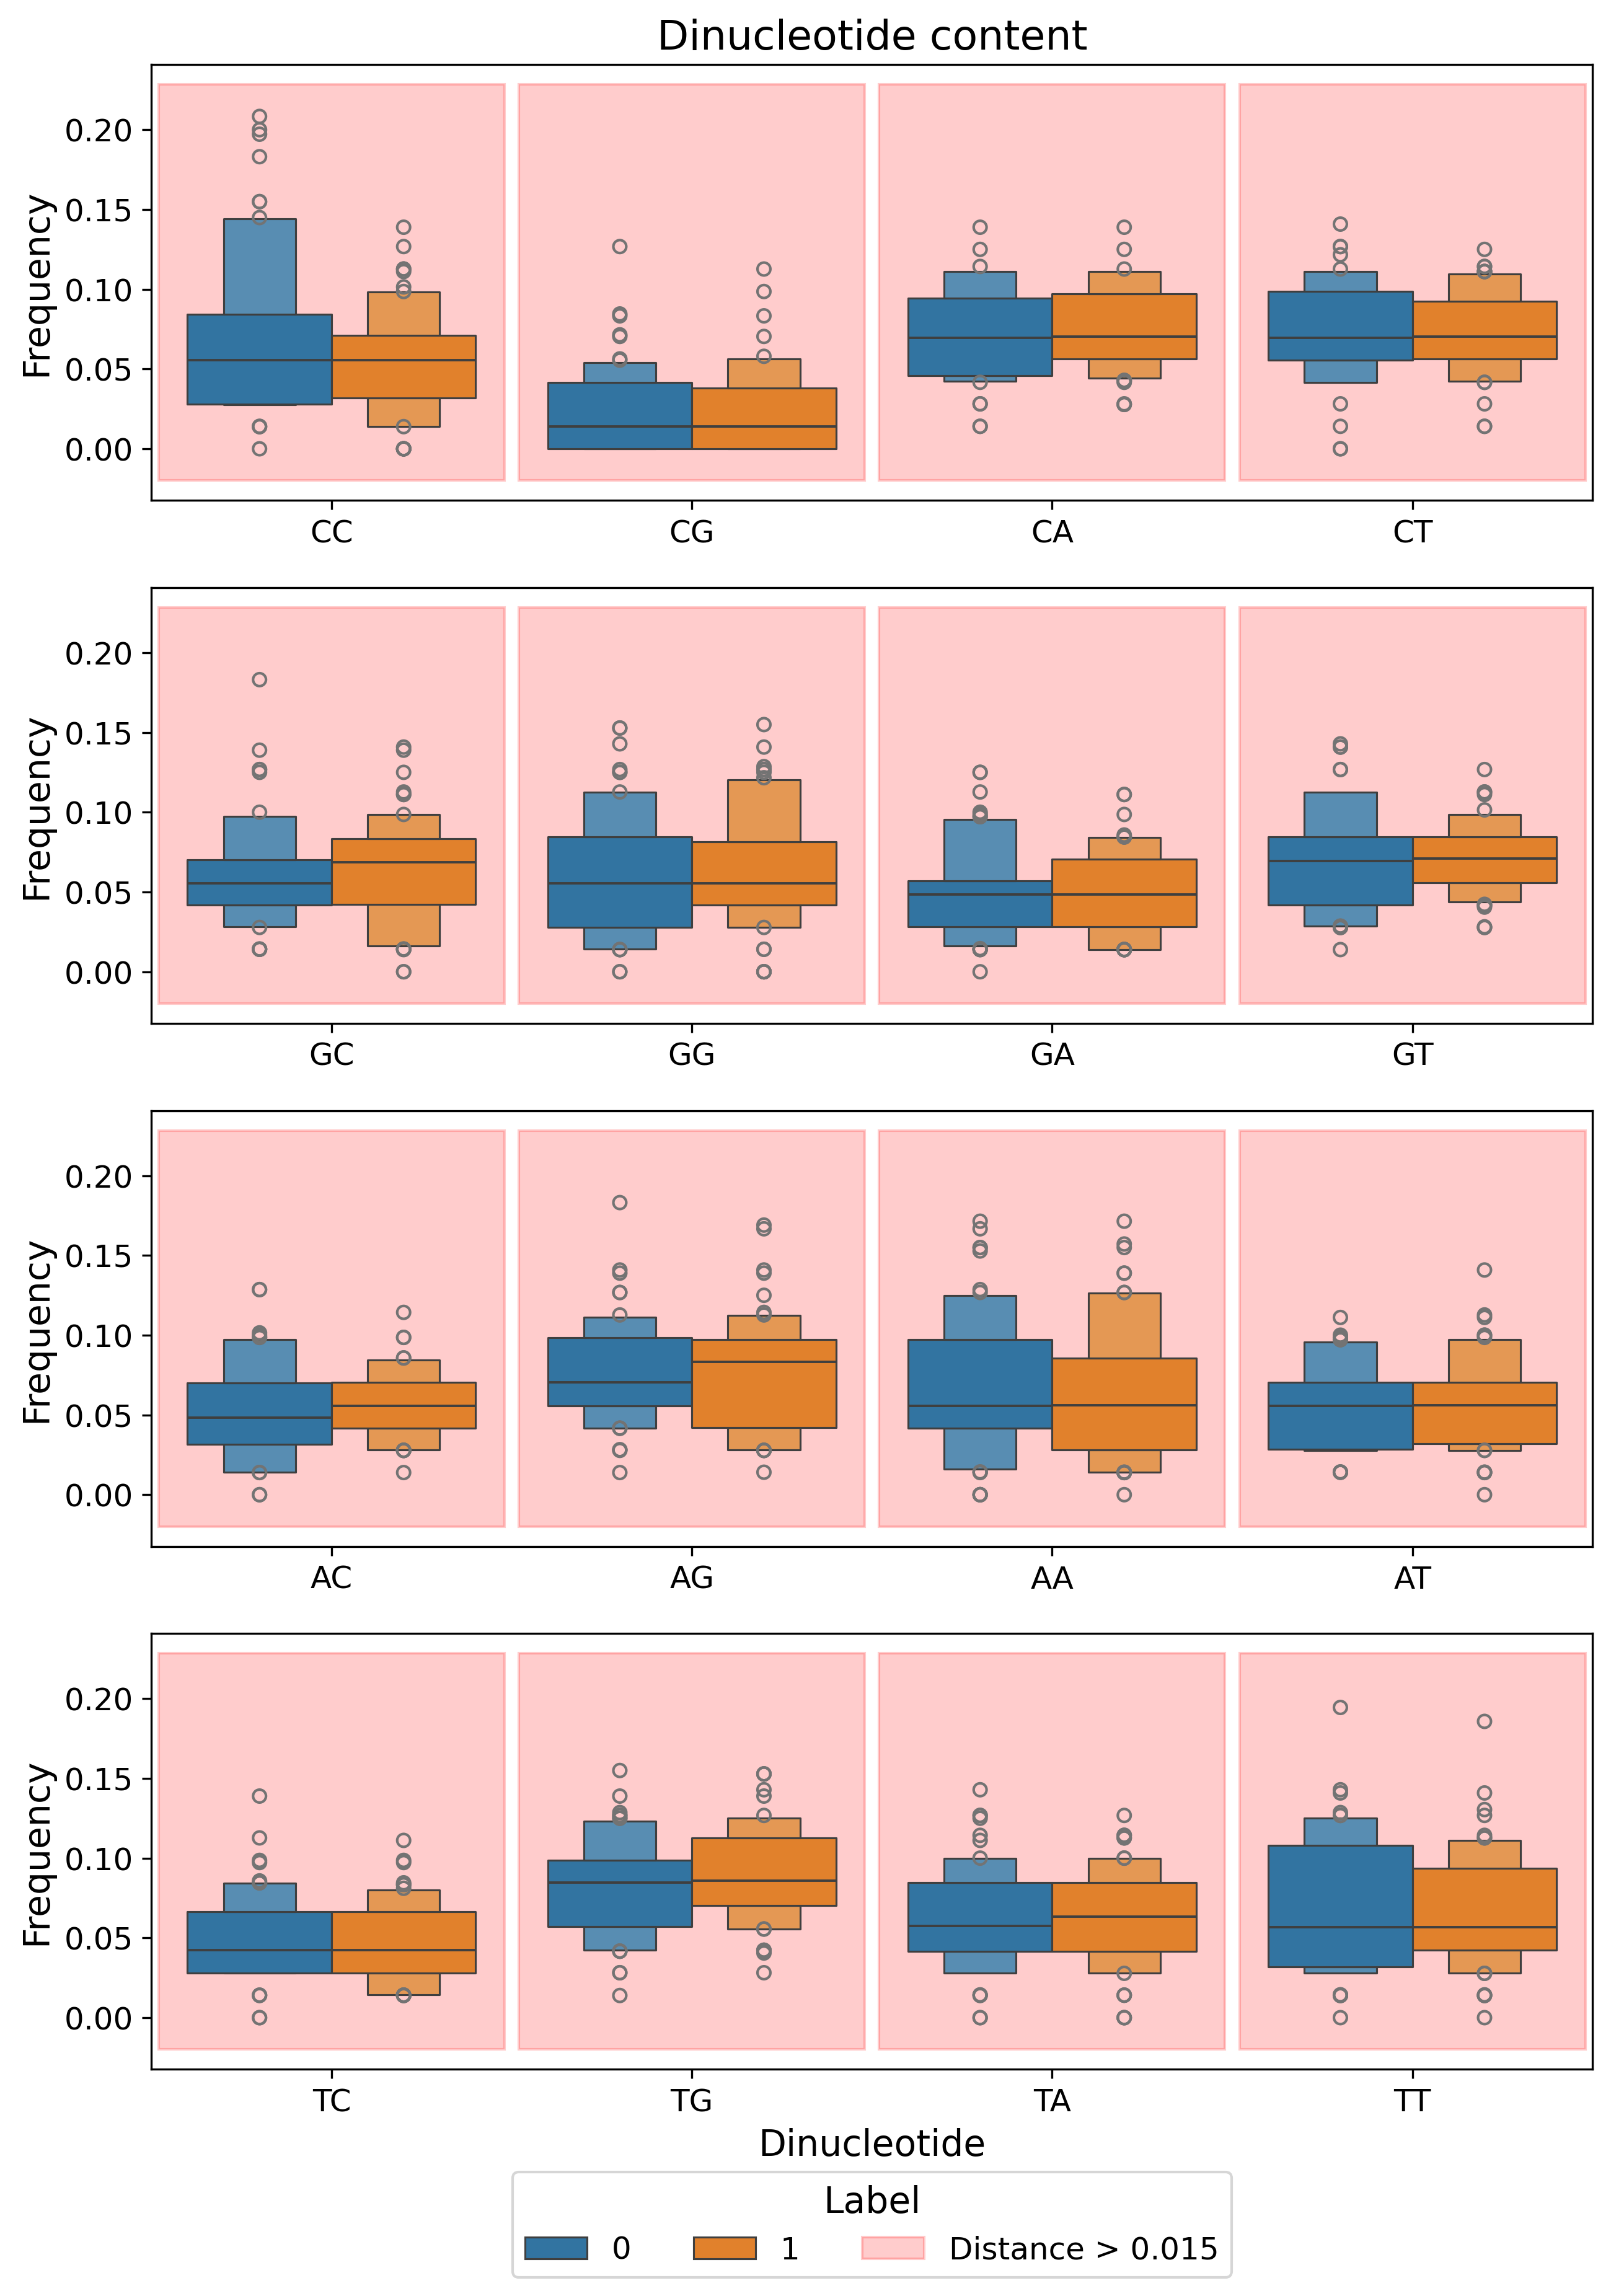 Dinucleotide content
Frequency
0.20
0.15
0.10
0.05
0.00
CC CG CA CT
Frequency
0.20
0.15
0.10
0.05
0.00
GC GG GA GT
Frequency
0.20
0.15
0.10
0.05
0.00
AC AG AA AT
Frequency
0.20
0.15
0.10
0.05
0.00
TC TG TA TT
Dinucleotide
Label
0 1 Distance > 0.015